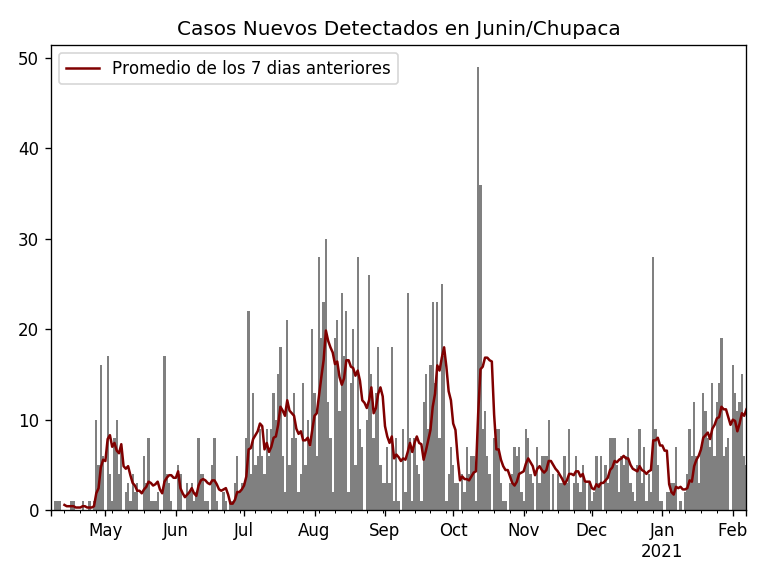 Casos Nuevos Detectados en Junin/Chupaca
Promedio de los 7 dias anteriores
50
40
30
20
10
0
May Jun Jul Aug Sep Oct Nov Dec Jan Feb
2021